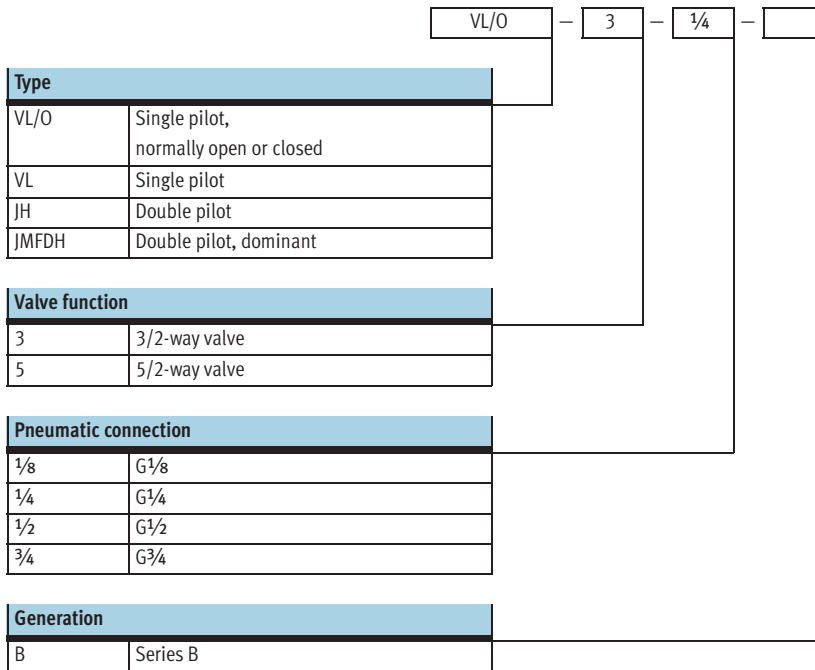 VL/O – 3 – ¼ –
Type
VL/O Single pilot,
normally open or closed
VL Single pilot
JH Double pilot
JMFDH Double pilot, dominant
Valve function
3 3/2-way valve
5 5/2-way valve
Pneumatic connection
⅛ G⅛
¼ G¼
½ G½
¾ G¾
Generation
B Series B